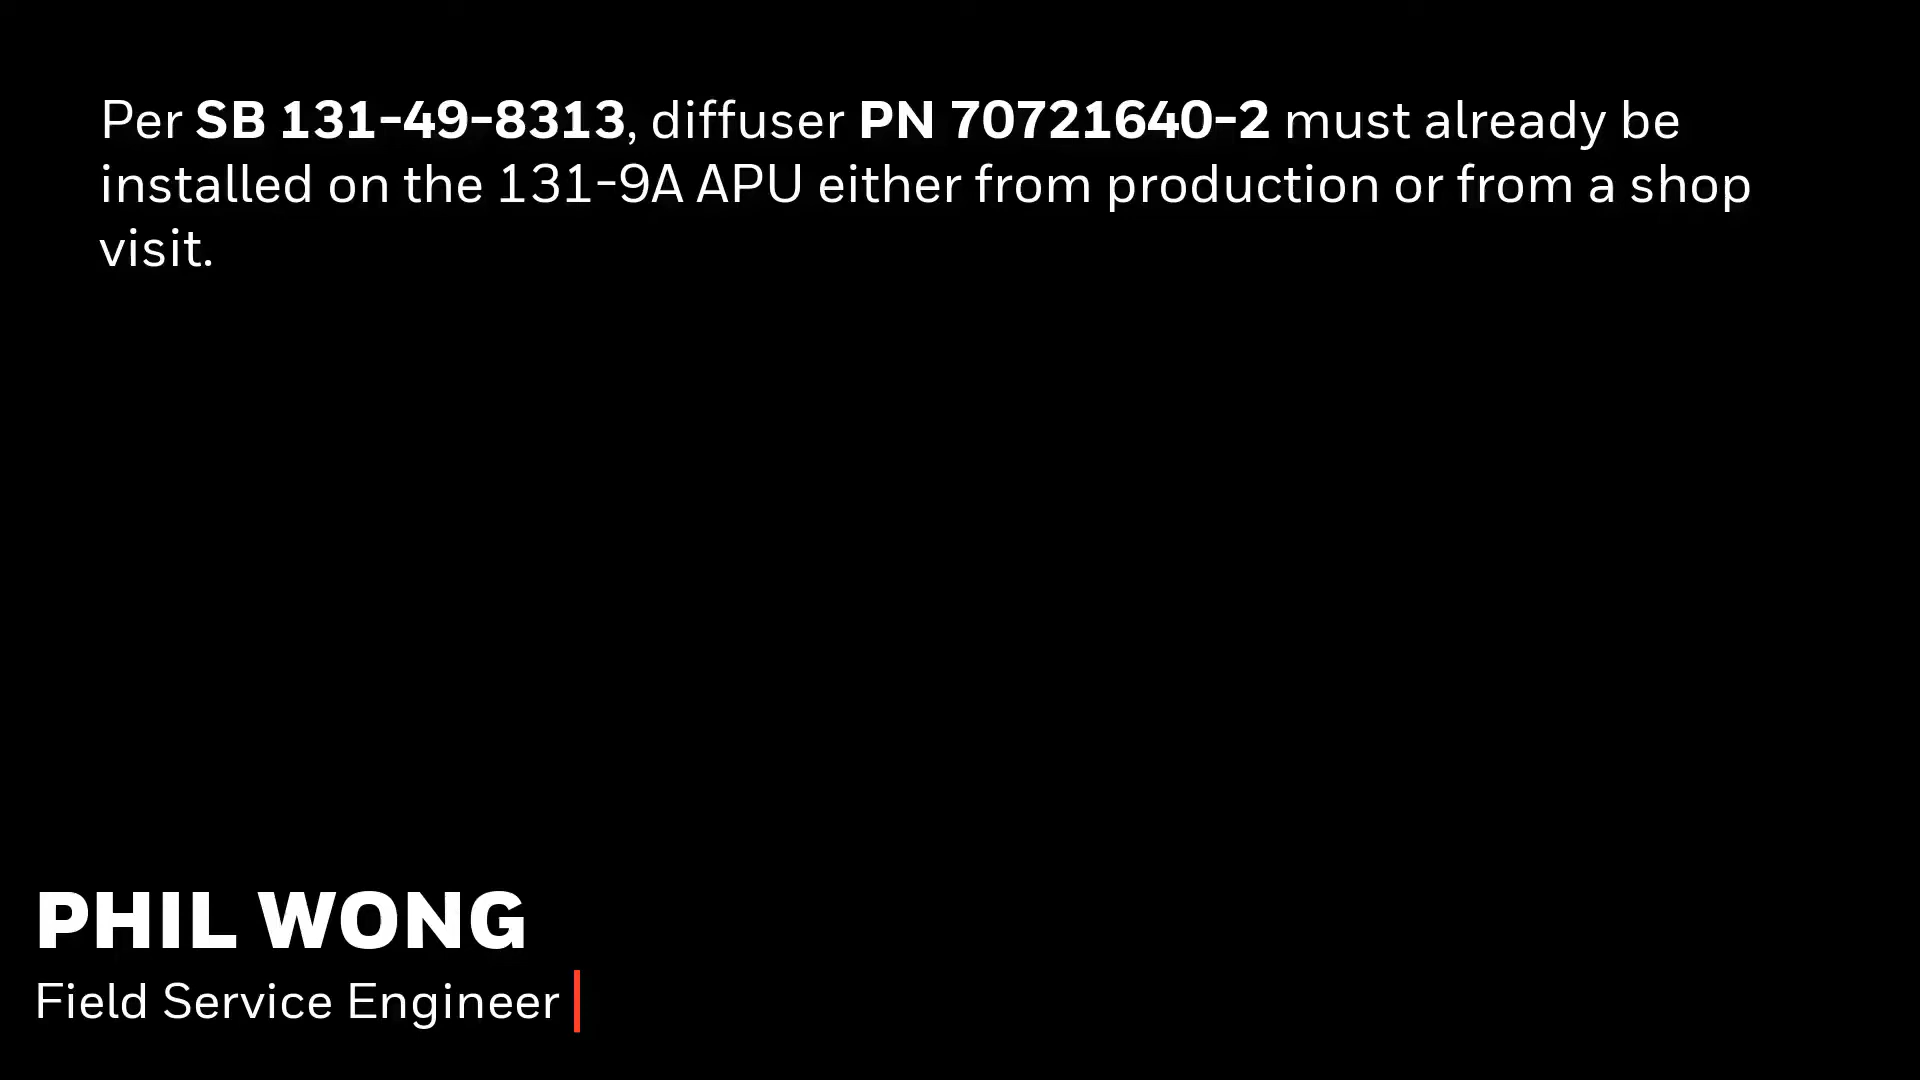 Per SB 131-49-8313, diffuser PN 70721640-2 must already be
installed on the 131-9A APU either from production or from a shop
visit.
PHIL WONG
Field Service Engineer